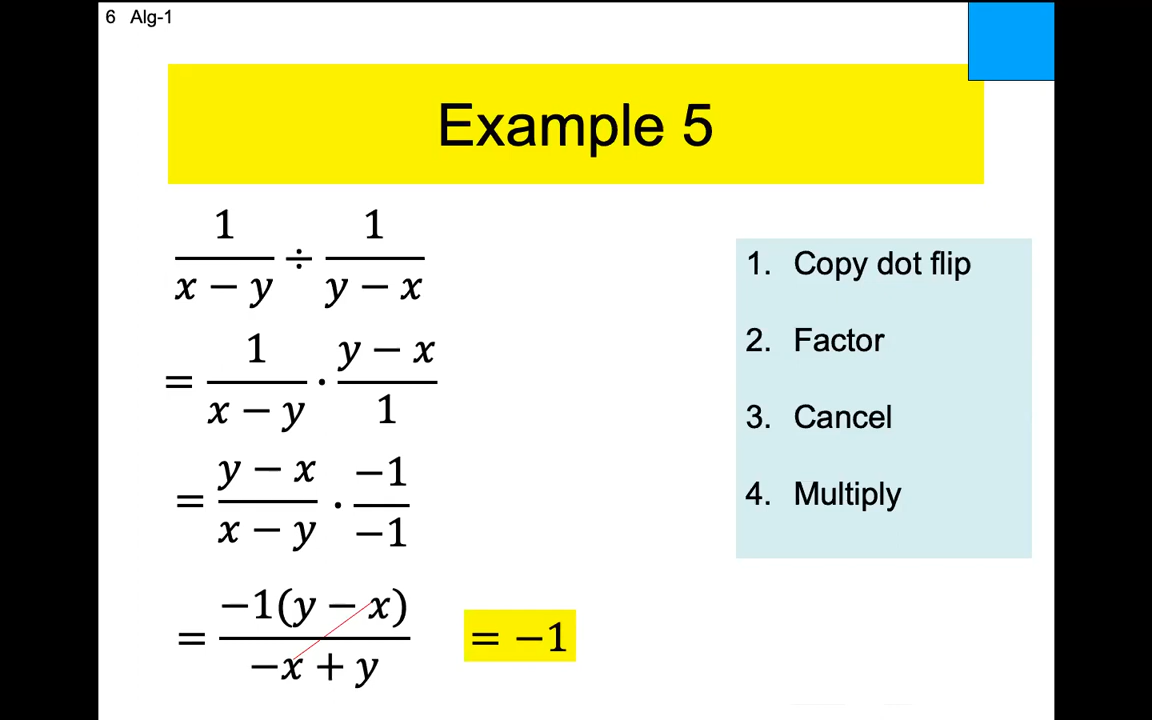 6 Alg-1
Example 5
1/(x − y) ÷ 1/(y − x)
= 1/(x − y) · (y − x)/1
= (y − x)/(x − y) · −1/−1
= −1(y − x)/(−x + y) = −1
1. Copy dot flip
2. Factor
3. Cancel
4. Multiply